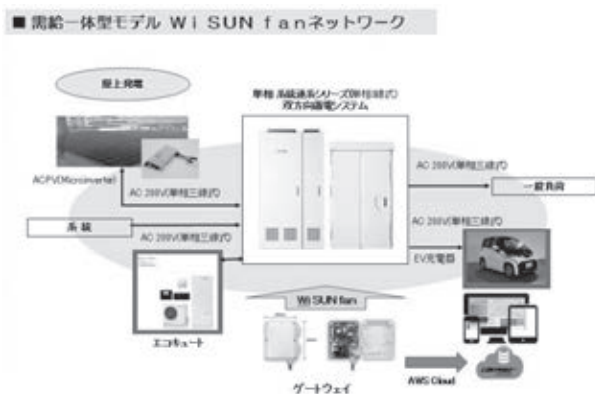 ■ 需給一体型モデル Wi SUN fanネットワーク
屋上発電
単相 系統連系シリーズ(単相三線式)
双方向蓄電システム
ACPV(Microinverter)
AC 200V(単相三線式)
系統
AC 200V(単相三線式)
エコキュート
AC 200V(単相三線式)
一般負荷
AC 200V(単相三線式)
EV充電器
Wi SUN fan
ゲートウェイ
AWS Cloud